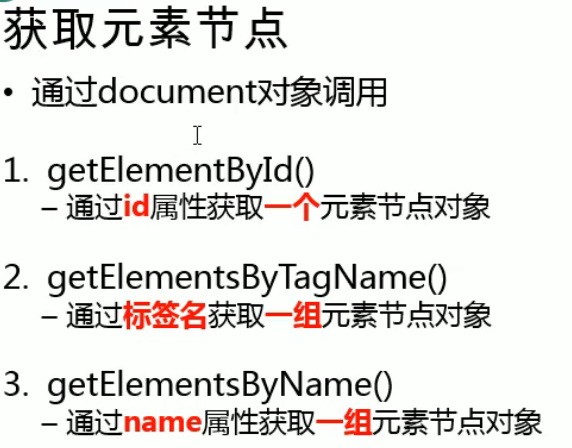 获取元素节点
• 通过document对象调用
1. getElementById()
– 通过id属性获取一个元素节点对象
2. getElementsByTagName()
– 通过标签名获取一组元素节点对象
3. getElementsByName()
– 通过name属性获取一组元素节点对象